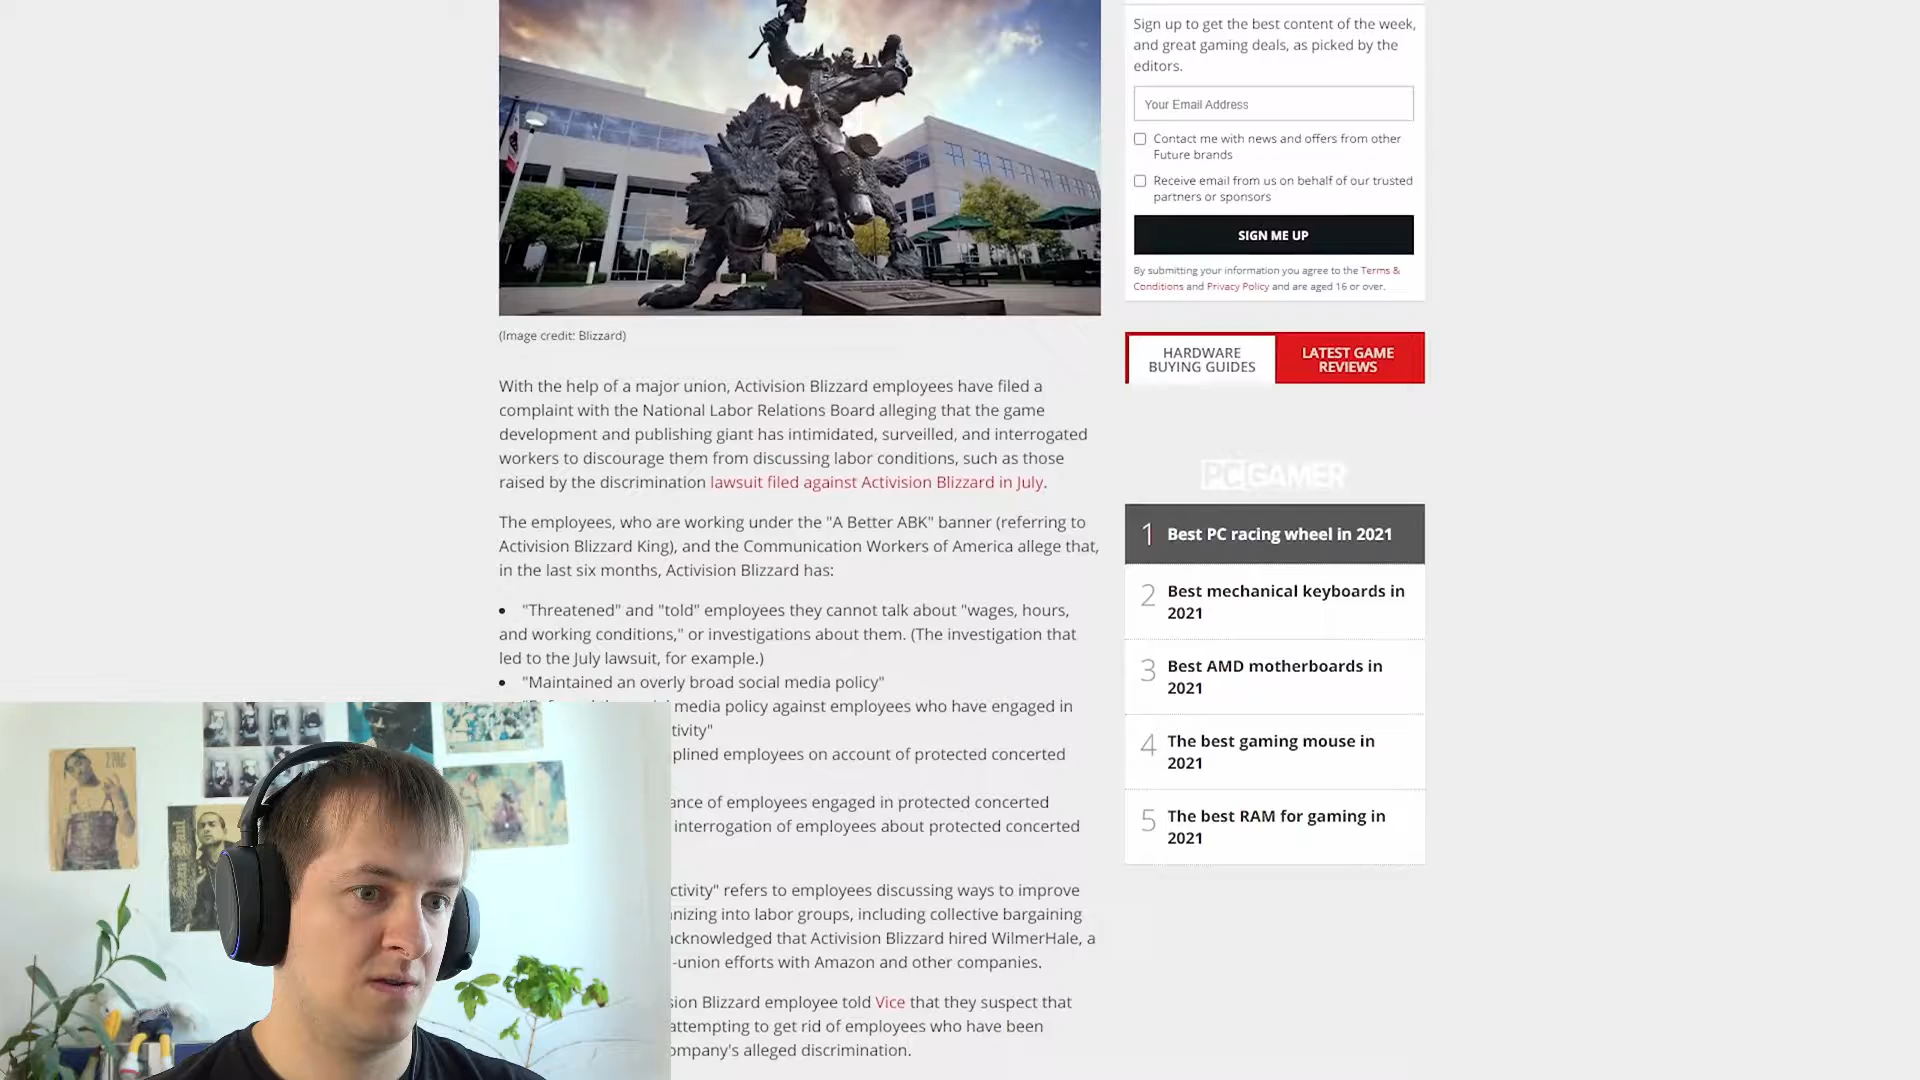 (Image credit: Blizzard)
With the help of a major union, Activision Blizzard employees have filed a
complaint with the National Labor Relations Board alleging that the game
development and publishing giant has intimidated, surveilled, and interrogated
workers to discourage them from discussing labor conditions, such as those
raised by the discrimination lawsuit filed against Activision Blizzard in July.
The employees, who are working under the "A Better ABK" banner (referring to
Activision Blizzard King), and the Communication Workers of America allege that,
in the last six months, Activision Blizzard has:
• "Threatened" and "told" employees they cannot talk about "wages, hours,
and working conditions," or investigations about them. (The investigation that
led to the July lawsuit, for example.)
• "Maintained an overly broad social media policy"
media policy against employees who have engaged in
tivity"
plined employees on account of protected concerted
ance of employees engaged in protected concerted
interrogation of employees about protected concerted
ctivity" refers to employees discussing ways to improve
nizing into labor groups, including collective bargaining
acknowledged that Activision Blizzard hired WilmerHale, a
-union efforts with Amazon and other companies.
sion Blizzard employee told Vice that they suspect that
attempting to get rid of employees who have been
ompany's alleged discrimination.
Sign up to get the best content of the week,
and great gaming deals, as picked by the
editors.
Your Email Address
Contact me with news and offers from other
Future brands
Receive email from us on behalf of our trusted
partners or sponsors
SIGN ME UP
By submitting your information you agree to the Terms &
Conditions and Privacy Policy and are aged 16 or over.
HARDWARE
BUYING GUIDES
LATEST GAME
REVIEWS
PC GAMER
1 Best PC racing wheel in 2021
2 Best mechanical keyboards in
2021
3 Best AMD motherboards in
2021
4 The best gaming mouse in
2021
5 The best RAM for gaming in
2021
2PAC